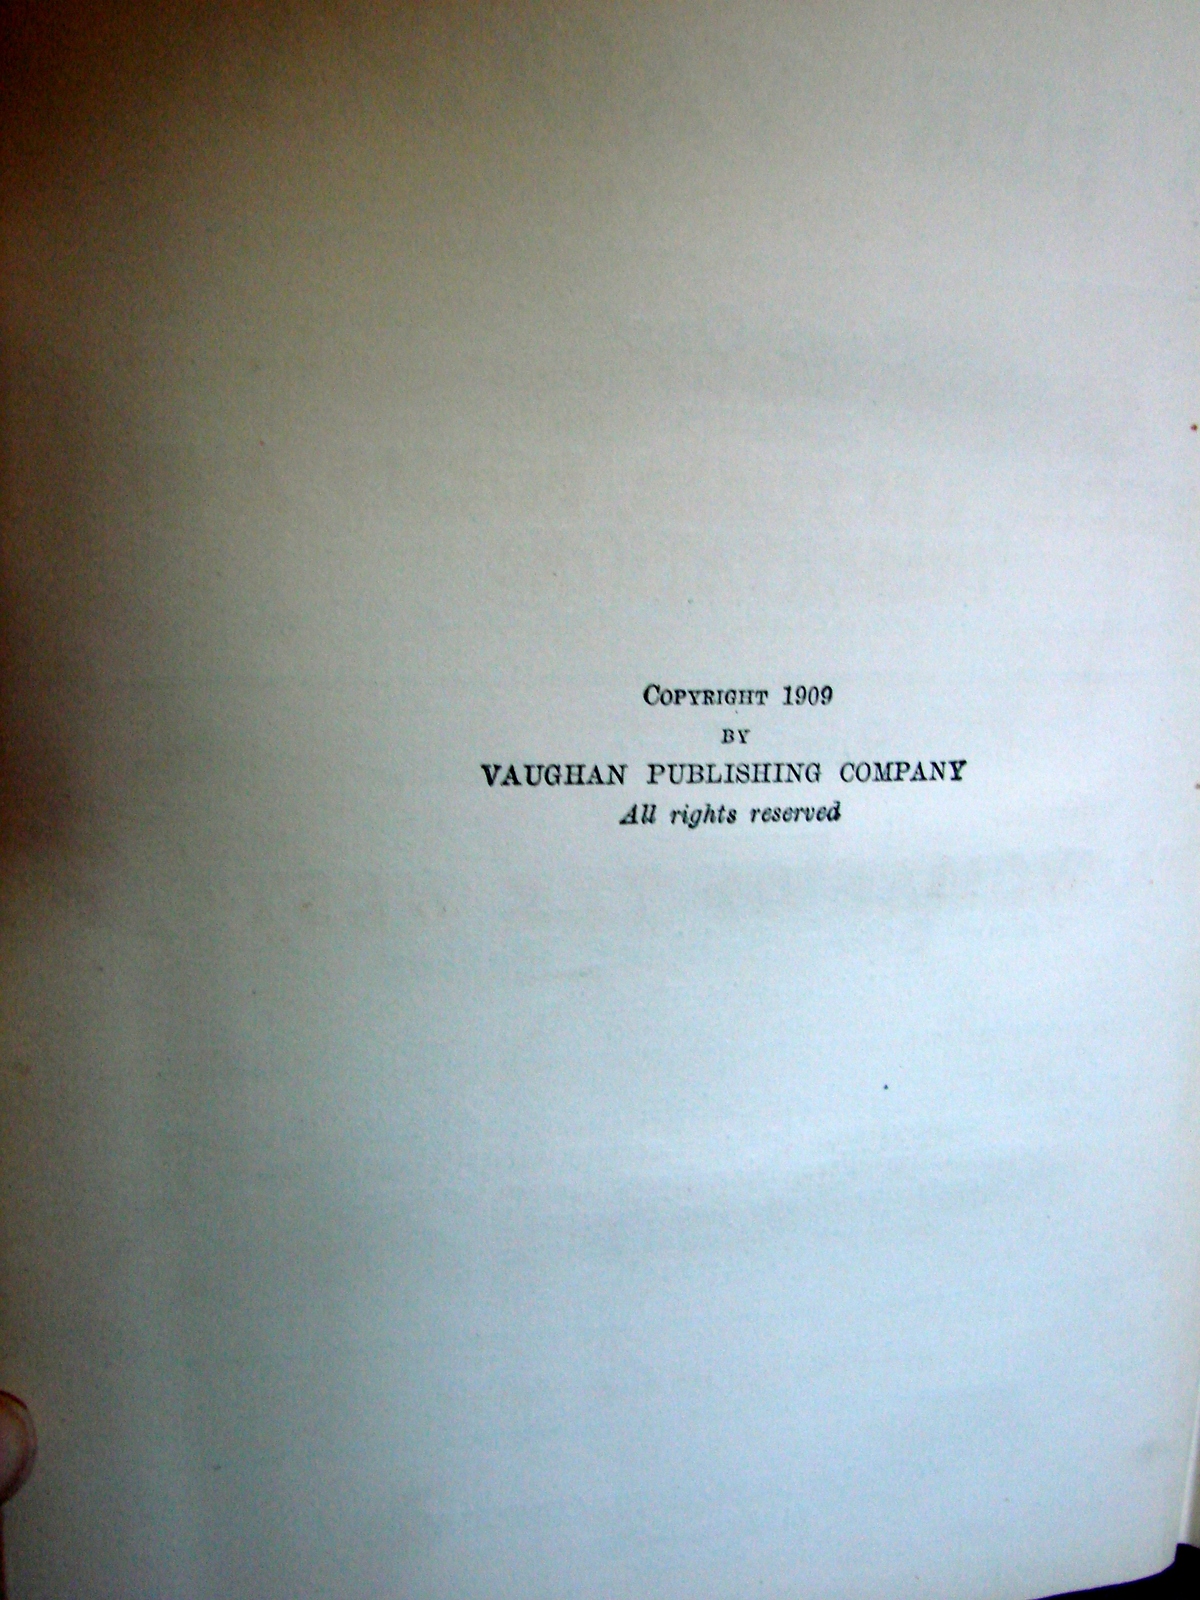 COPYRIGHT 1909
BY
VAUGHAN PUBLISHING COMPANY
All rights reserved